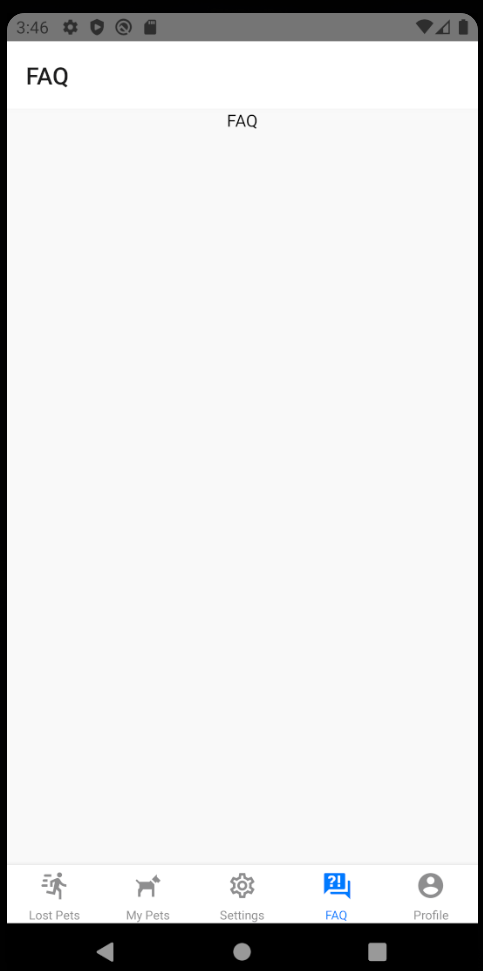 3:46
FAQ
FAQ
?!
Lost Pets
My Pets
Settings
FAQ
Profile